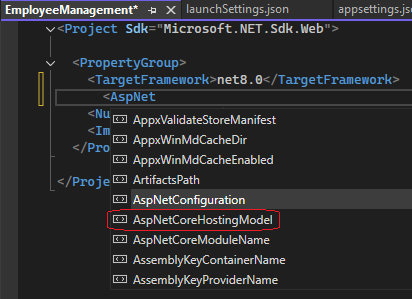 EmployeeManagement* launchSettings.json appsettings.json
<Project Sdk="Microsoft.NET.Sdk.Web">
<PropertyGroup>
<TargetFramework>net8.0</TargetFramework>
<AspNet
<Nu
<Im
</Pro
</Proje
AppxValidateStoreManifest
AppxWinMdCacheDir
AppxWinMdCacheEnabled
ArtifactsPath
AspNetConfiguration
AspNetCoreHostingModel
AspNetCoreModuleName
AssemblyKeyContainerName
AssemblyKeyProviderName